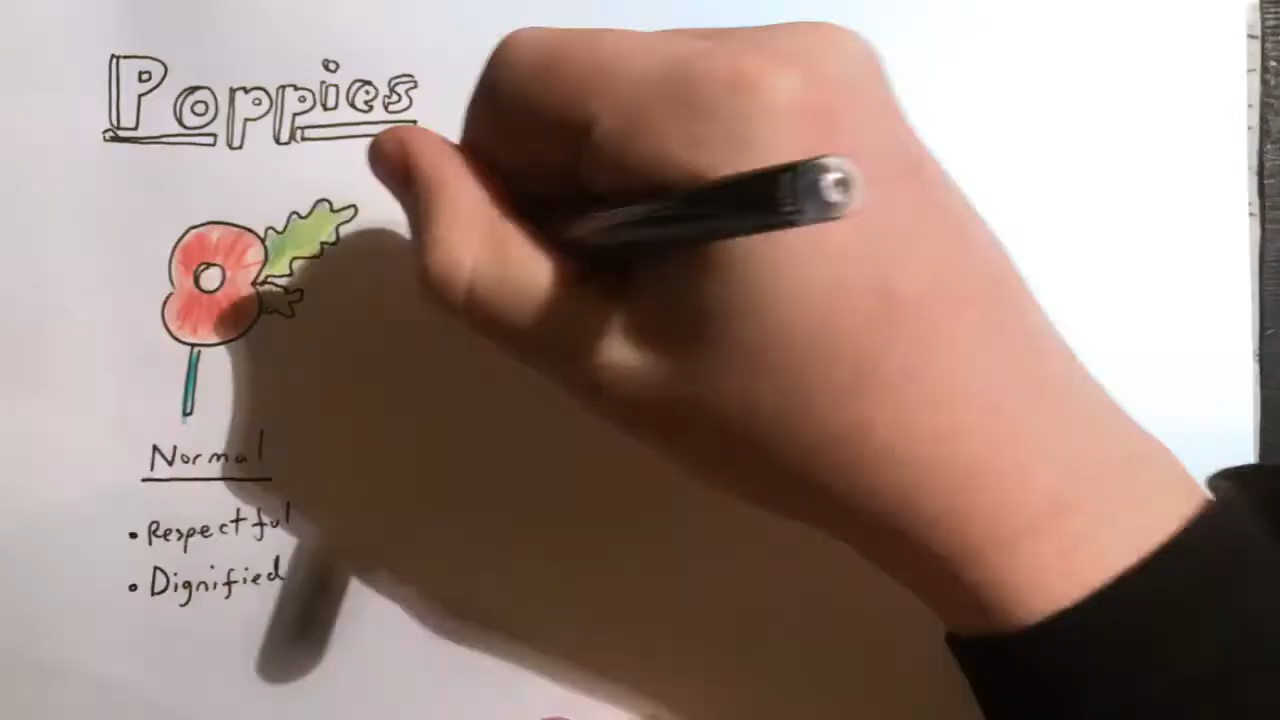 Poppies
Normal
• Respectful
• Dignified